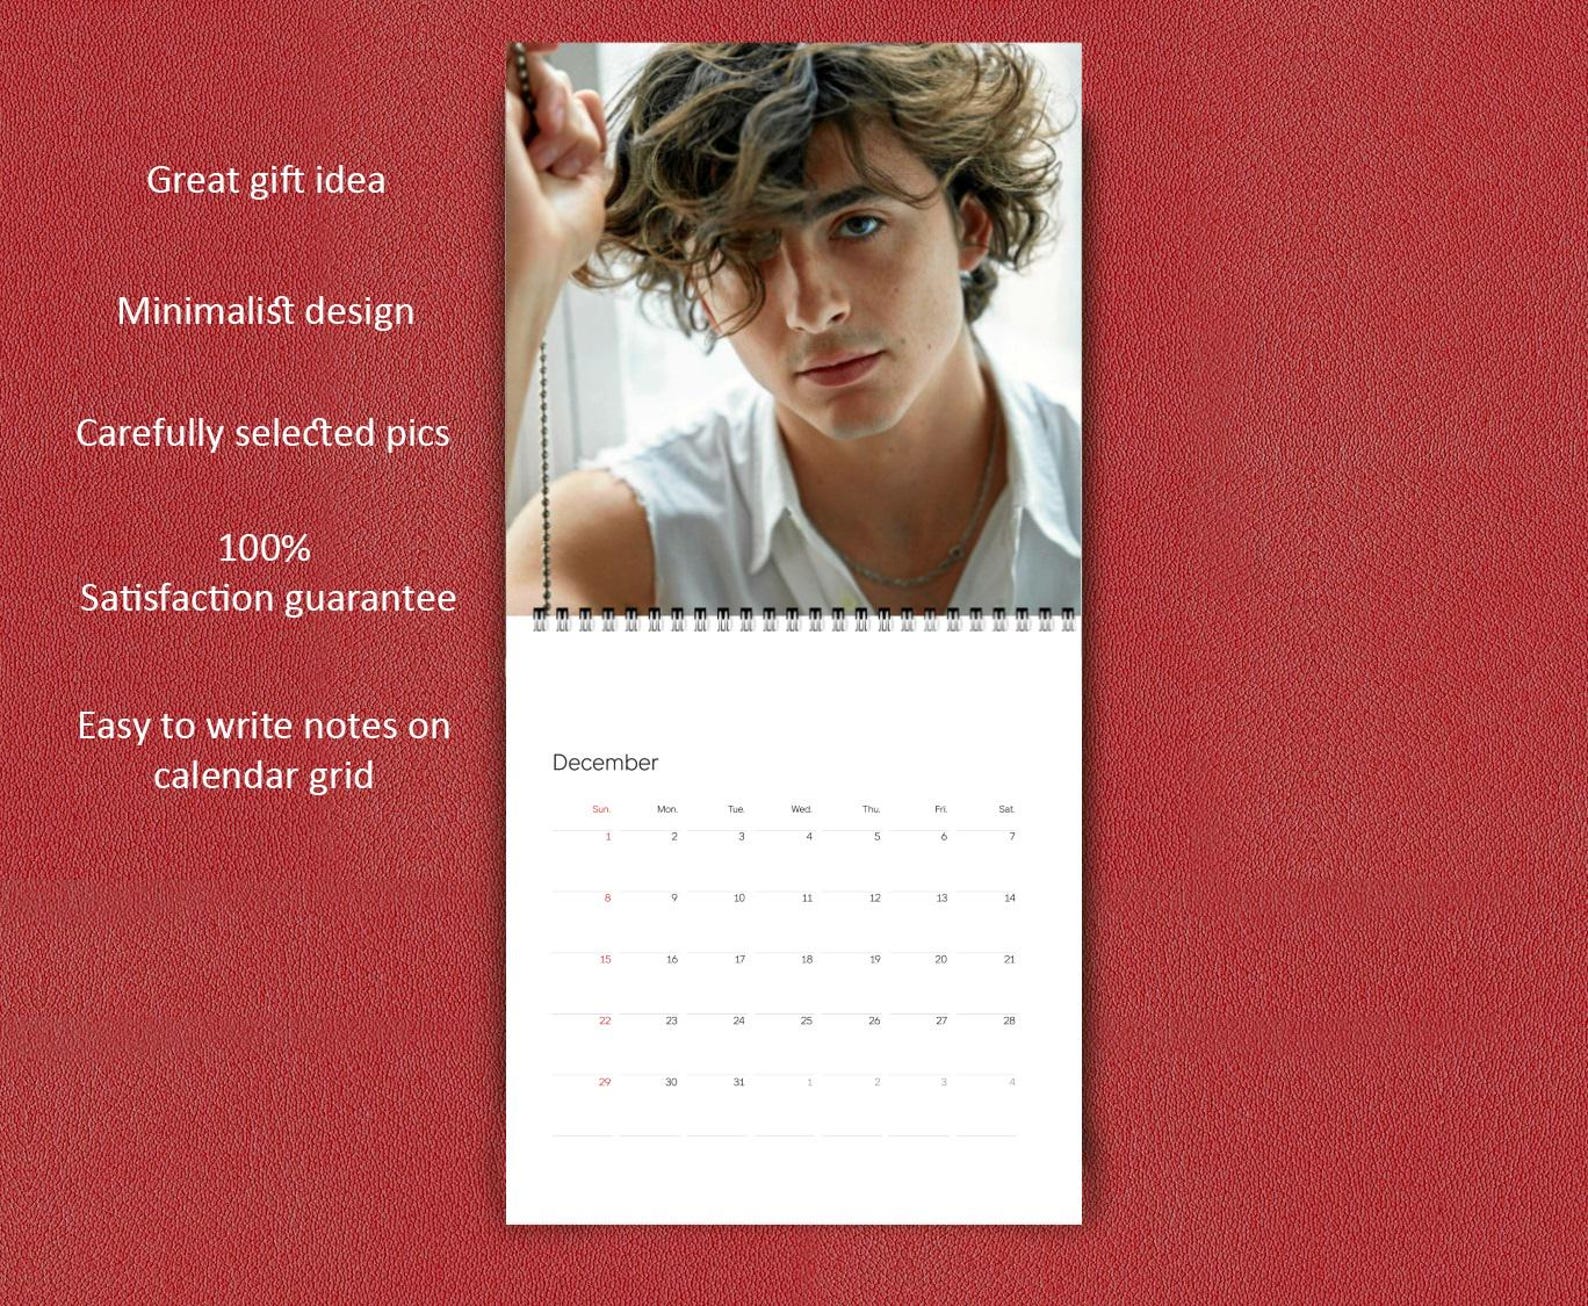 Great gift idea
Minimalist design
Carefully selected pics
100%
Satisfaction guarantee
Easy to write notes on
calendar grid
December
Sun. Mon. Tue. Wed. Thu. Fri. Sat.
1 2 3 4 5 6 7
8 9 10 11 12 13 14
15 16 17 18 19 20 21
22 23 24 25 26 27 28
29 30 31 1 2 3 4